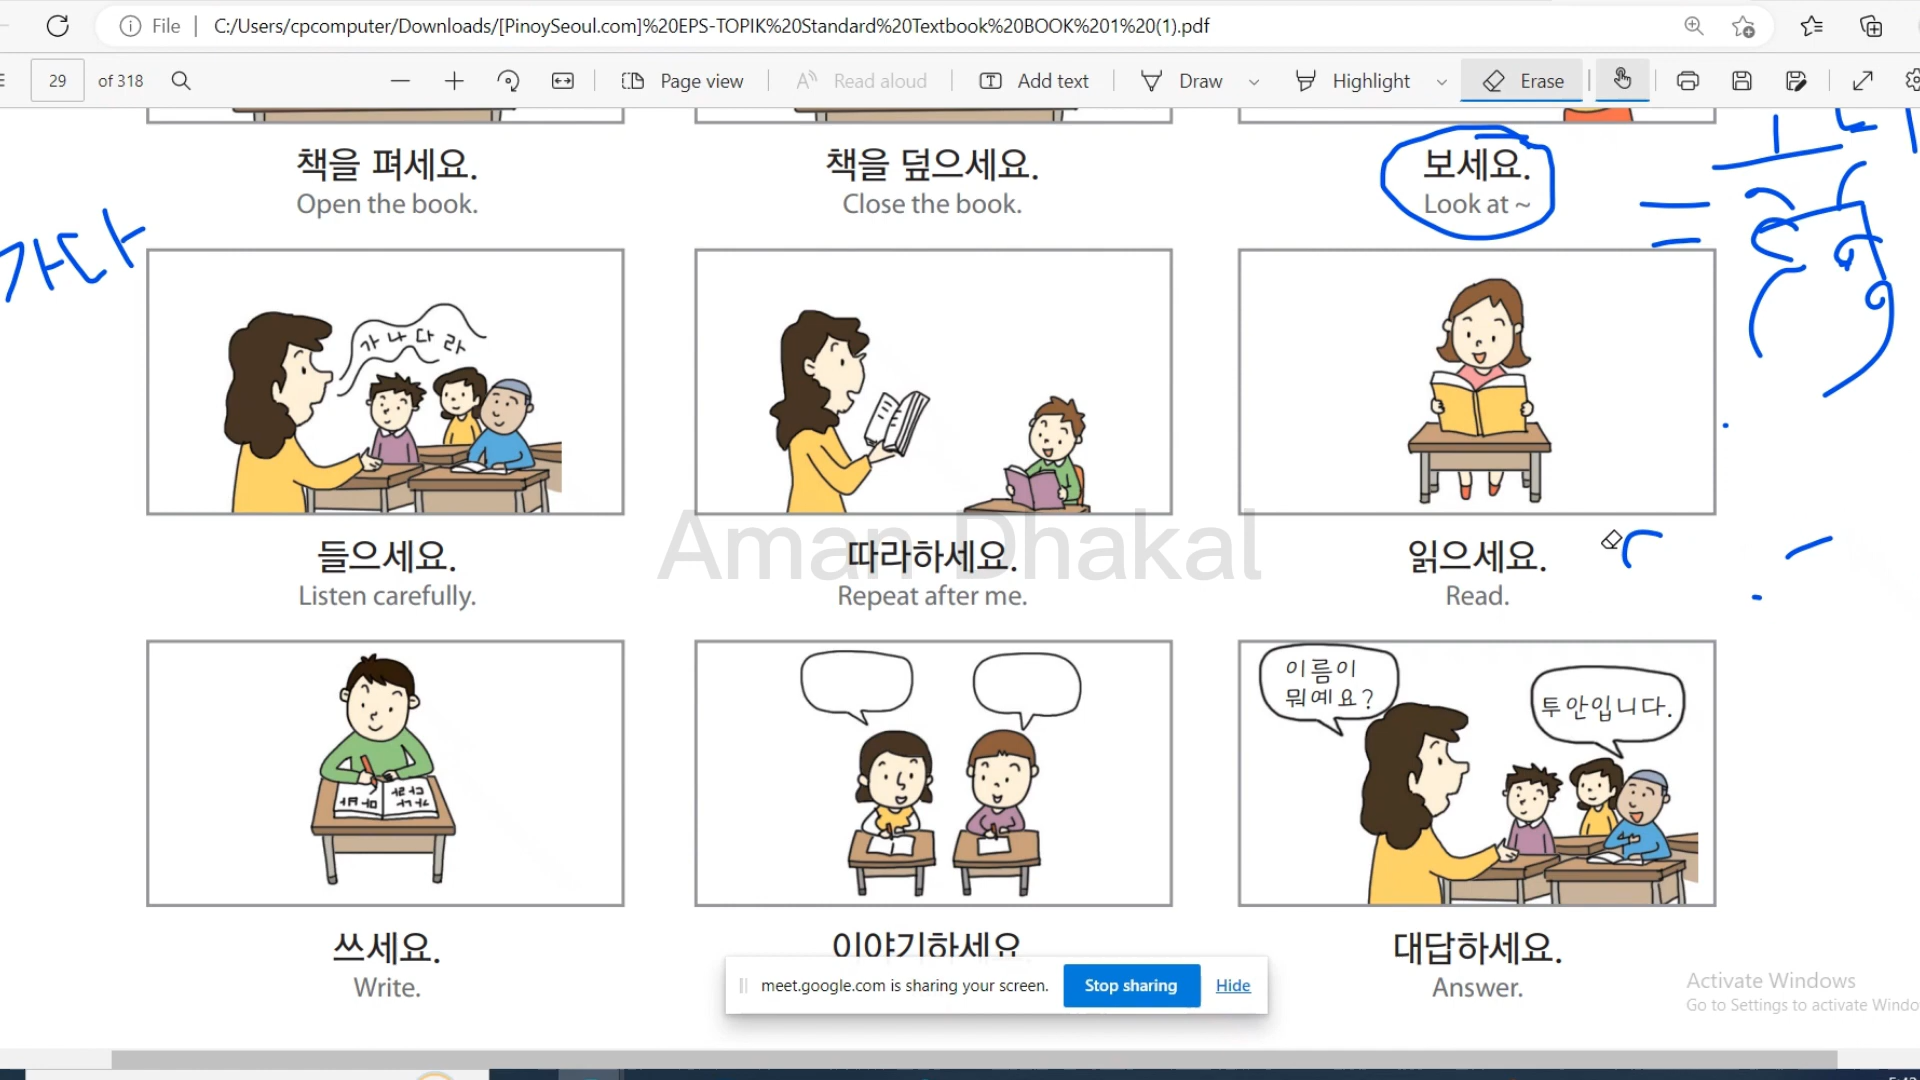 File
C:/Users/cpcomputer/Downloads/[PinoySeoul.com]%20EPS-TOPIK%20Standard%20Textbook%20BOOK%201%20(1).pdf
29 of 318
Page view
Read aloud
Add text
Draw
Highlight
Erase
책을 펴세요.
Open the book.
책을 덮으세요.
Close the book.
보세요.
Look at ~
가다
가 나 다 라
Aman Dhakal
들으세요.
Listen carefully.
따라하세요.
Repeat after me.
읽으세요.
Read.
이름이
뭐예요?
투안입니다.
쓰세요.
Write.
이야기하세요
대답하세요.
Answer.
meet.google.com is sharing your screen.
Stop sharing
Hide
Activate Windows
Go to Settings to activate Windo